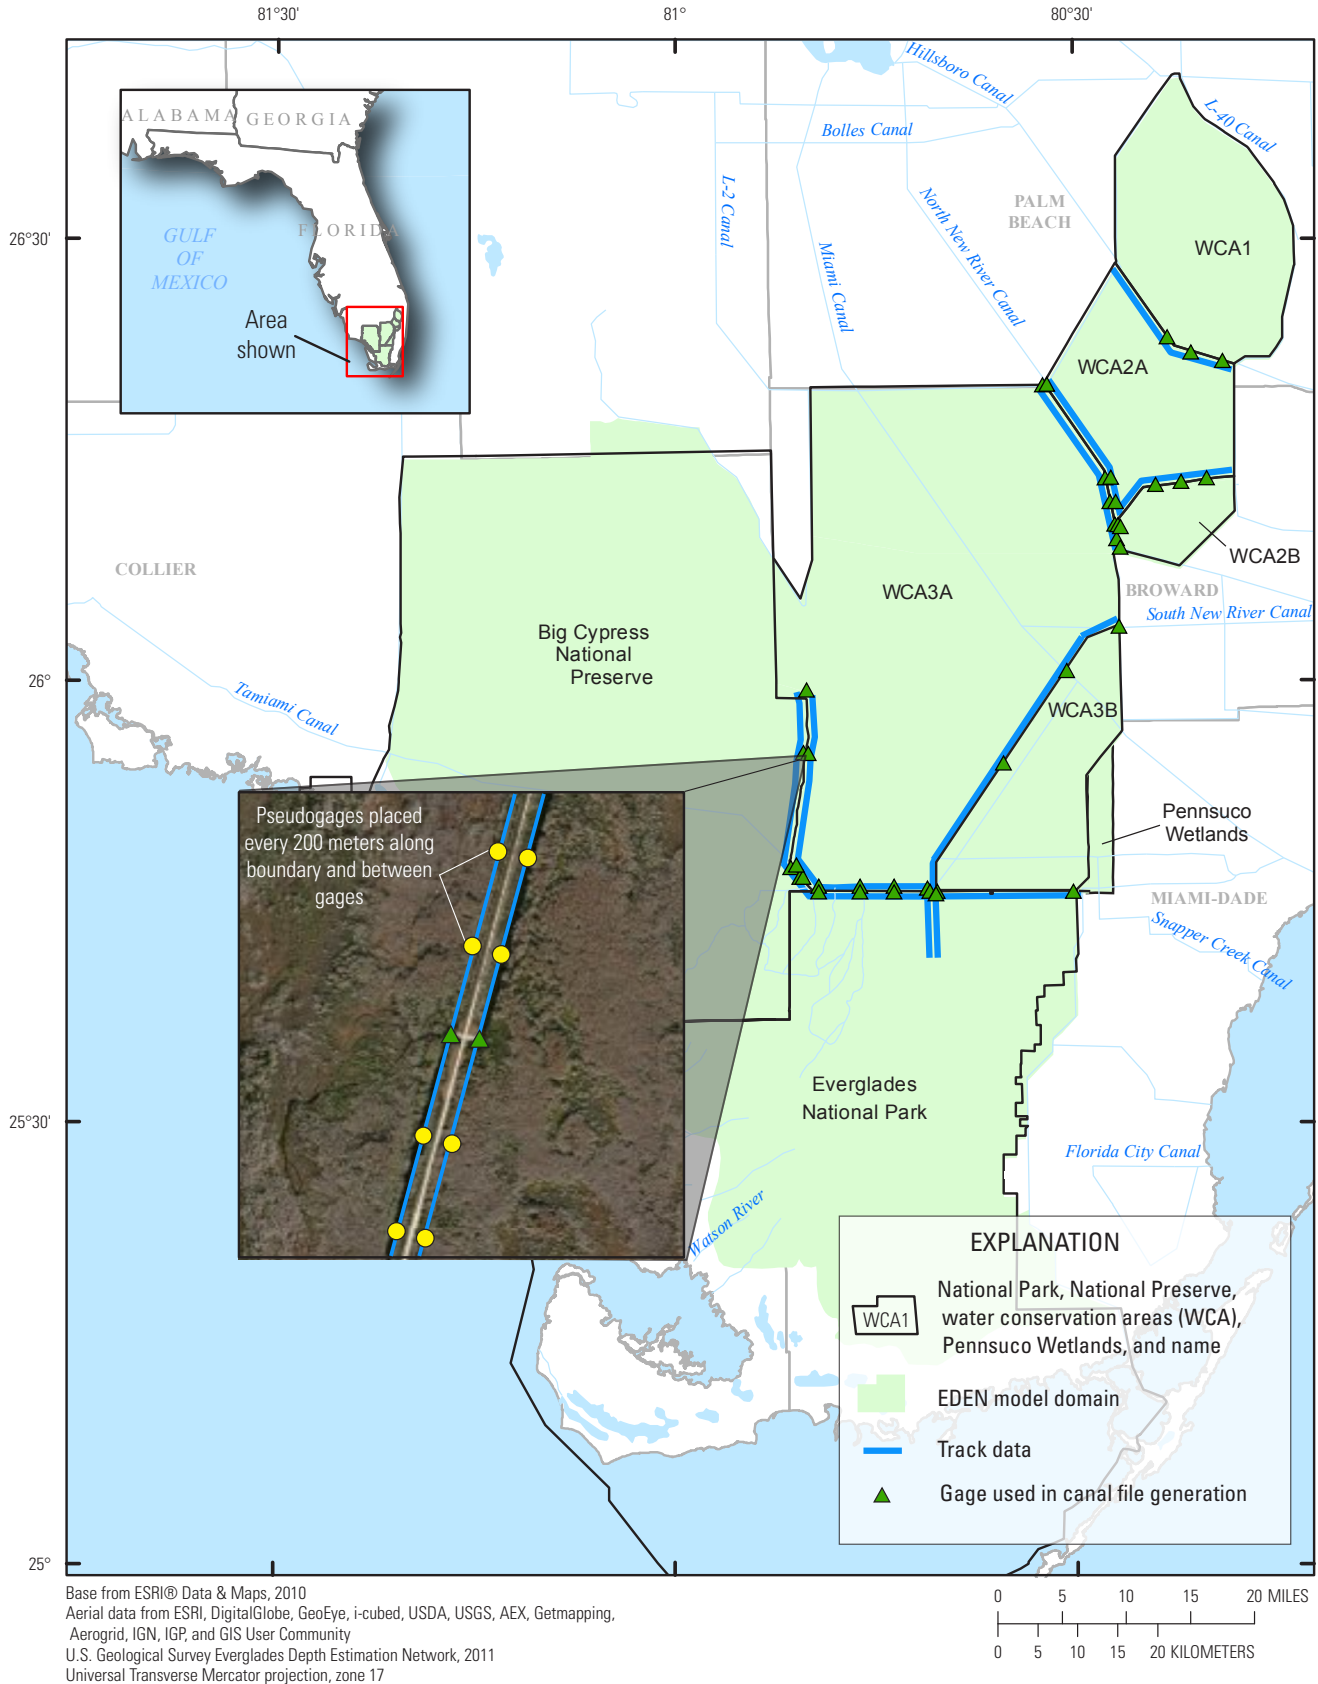 81°30'
81°
80°30'
Hillsboro Canal
L-40 Canal
Bolles Canal
ALABAMA
GEORGIA
FLORIDA
GULF
OF
MEXICO
Area
shown
L-2 Canal
Miami Canal
North New River Canal
PALM
BEACH
26°30'
WCA1
WCA2A
WCA2B
WCA3A
COLLIER
BROWARD
South New River Canal
Big Cypress
National
Preserve
26°
Tamiami Canal
WCA3B
Pennsuco
Wetlands
Pseudogages placed
every 200 meters along
boundary and between
gages
MIAMI-DADE
Snapper Creek Canal
Everglades
National Park
25°30'
Florida City Canal
Watson River
EXPLANATION
WCA1
National Park, National Preserve,
water conservation areas (WCA),
Pennsuco Wetlands, and name
EDEN model domain
Track data
Gage used in canal file generation
25°
Base from ESRI® Data & Maps, 2010
Aerial data from ESRI, DigitalGlobe, GeoEye, i-cubed, USDA, USGS, AEX, Getmapping,
Aerogrid, IGN, IGP, and GIS User Community
U.S. Geological Survey Everglades Depth Estimation Network, 2011
Universal Transverse Mercator projection, zone 17
0 5 10 15 20 MILES
0 5 10 15 20 KILOMETERS